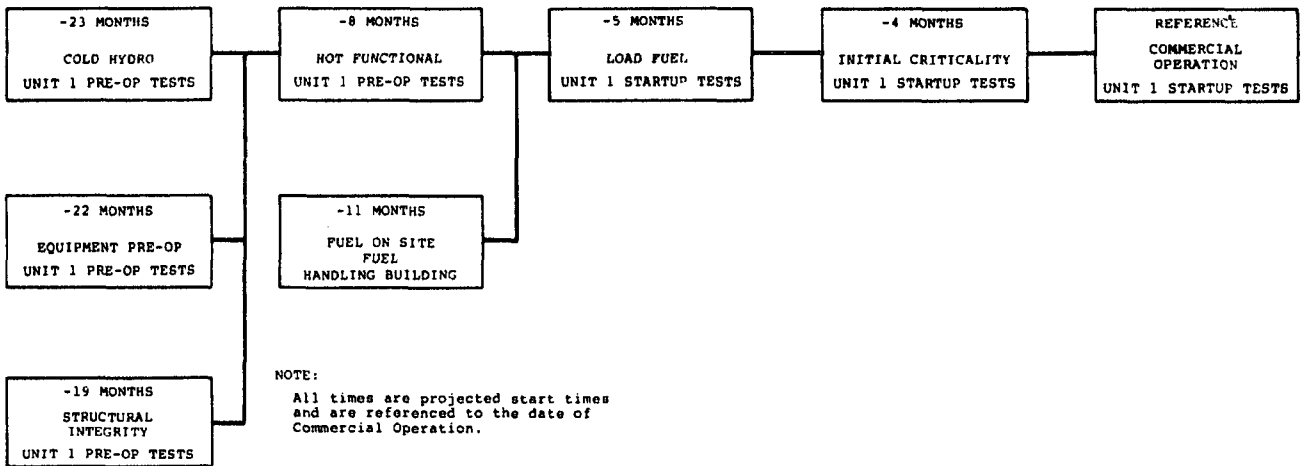 -23 MONTHS
COLD HYDRO
UNIT 1 PRE-OP TESTS
-8 MONTHS
HOT FUNCTIONAL
UNIT 1 PRE-OP TESTS
-5 MONTHS
LOAD FUEL
UNIT 1 STARTUP TESTS
-4 MONTHS
INITIAL CRITICALITY
UNIT 1 STARTUP TESTS
REFERENCE
COMMERCIAL
OPERATION
UNIT 1 STARTUP TESTS
-22 MONTHS
EQUIPMENT PRE-OP
UNIT 1 PRE-OP TESTS
-11 MONTHS
FUEL ON SITE
FUEL
HANDLING BUILDING
-19 MONTHS
STRUCTURAL
INTEGRITY
UNIT 1 PRE-OP TESTS
NOTE:
All times are projected start times
and are referenced to the date of
Commercial Operation.